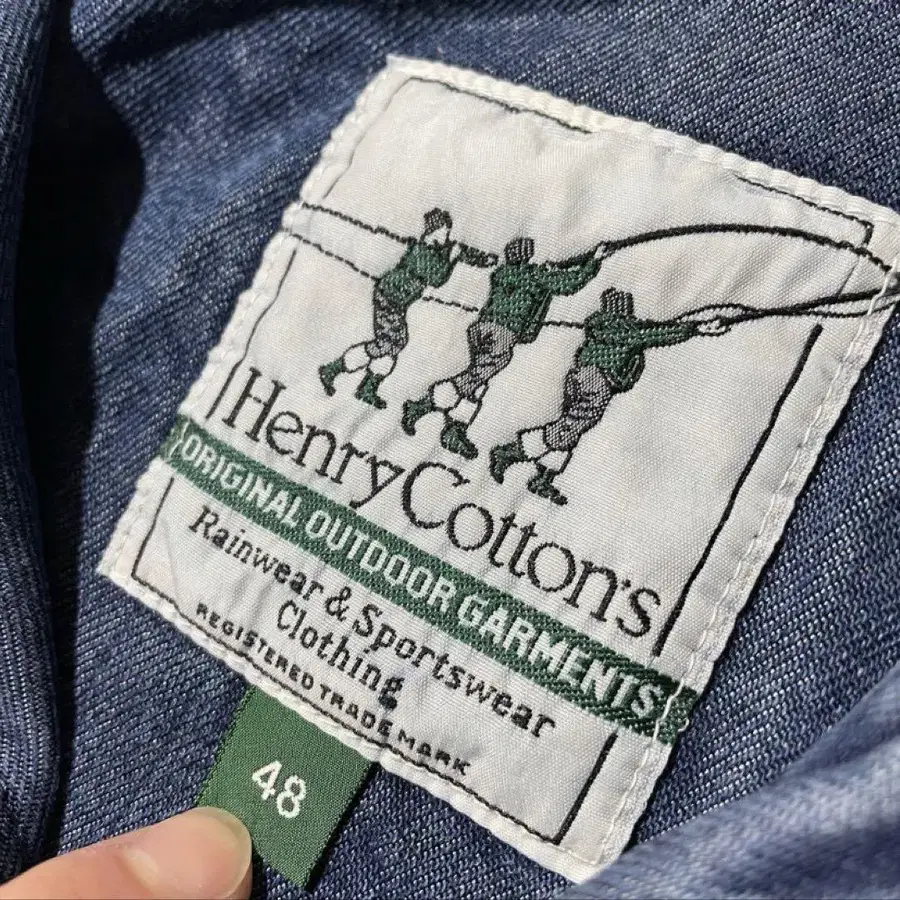 HenryCotton's
ORIGINAL OUTDOOR GARMENTS
Rainwear & Sportswear
Clothing
REGISTERED TRADE MARK
48